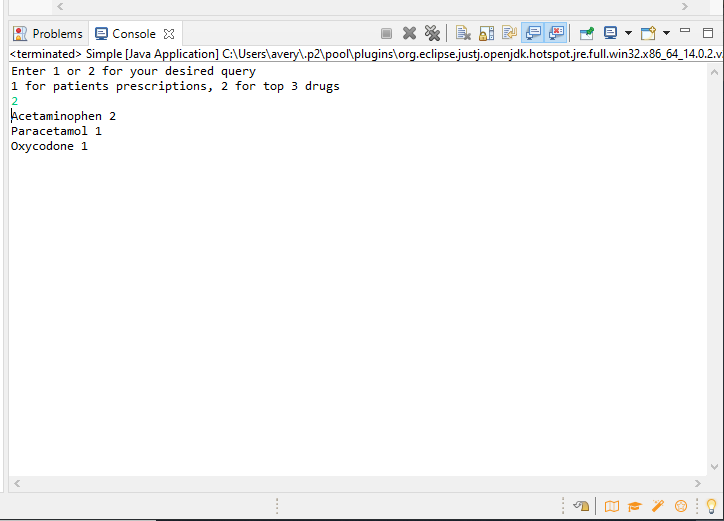 Problems Console
<terminated> Simple [Java Application] C:\Users\avery\.p2\pool\plugins\org.eclipse.justj.openjdk.hotspot.jre.full.win32.x86_64_14.0.2.v
Enter 1 or 2 for your desired query
1 for patients prescriptions, 2 for top 3 drugs
2
Acetaminophen 2
Paracetamol 1
Oxycodone 1